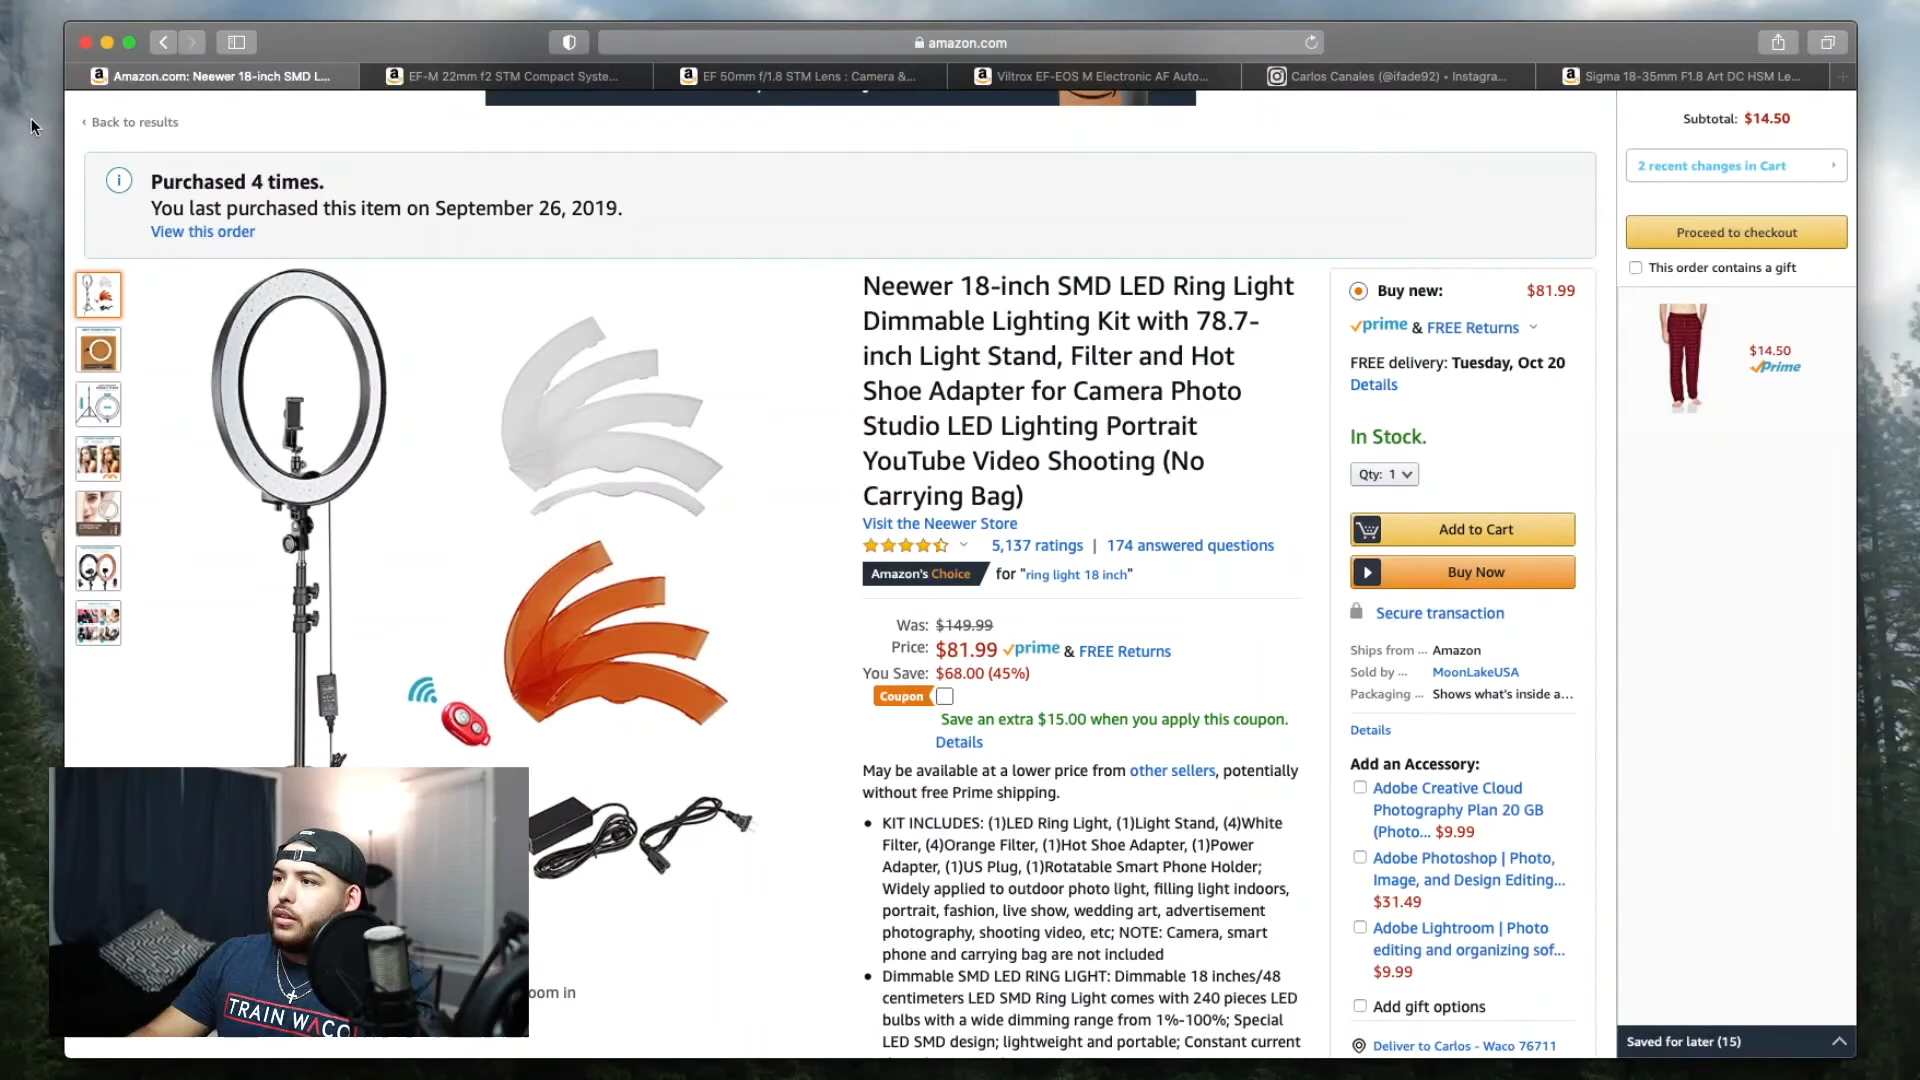 amazon.com
Amazon.com: Neewer 18-inch SMD L...
EF-M 22mm f2 STM Compact Syste...
EF 50mm f/1.8 STM Lens : Camera &...
Viltrox EF-EOS M Electronic AF Auto...
Carlos Canales (@ifade92) • Instagra...
Sigma 18-35mm F1.8 Art DC HSM Le...
‹ Back to results
Purchased 4 times.
You last purchased this item on September 26, 2019.
View this order
Neewer 18-inch SMD LED Ring Light
Dimmable Lighting Kit with 78.7-
inch Light Stand, Filter and Hot
Shoe Adapter for Camera Photo
Studio LED Lighting Portrait
YouTube Video Shooting (No
Carrying Bag)
Visit the Neewer Store
5,137 ratings | 174 answered questions
Amazon's Choice for "ring light 18 inch"
Was: $149.99
Price: $81.99 prime & FREE Returns
You Save: $68.00 (45%)
Coupon
Save an extra $15.00 when you apply this coupon.
Details
May be available at a lower price from other sellers, potentially
without free Prime shipping.
• KIT INCLUDES: (1)LED Ring Light, (1)Light Stand, (4)White
Filter, (4)Orange Filter, (1)Hot Shoe Adapter, (1)Power
Adapter, (1)US Plug, (1)Rotatable Smart Phone Holder;
Widely applied to outdoor photo light, filling light indoors,
portrait, fashion, live show, wedding art, advertisement
photography, shooting video, etc; NOTE: Camera, smart
phone and carrying bag are not included
• Dimmable SMD LED RING LIGHT: Dimmable 18 inches/48
centimeters LED SMD Ring Light comes with 240 pieces LED
bulbs with a wide dimming range from 1%-100%; Special
LED SMD design; lightweight and portable; Constant current
oom in
TRAIN WACO
Buy new: $81.99
prime & FREE Returns
FREE delivery: Tuesday, Oct 20
Details
In Stock.
Qty: 1
Add to Cart
Buy Now
Secure transaction
Ships from ... Amazon
Sold by ... MoonLakeUSA
Packaging ... Shows what's inside a...
Details
Add an Accessory:
Adobe Creative Cloud
Photography Plan 20 GB
(Photo... $9.99
Adobe Photoshop | Photo,
Image, and Design Editing...
$31.49
Adobe Lightroom | Photo
editing and organizing sof...
$9.99
Add gift options
Deliver to Carlos - Waco 76711
Subtotal: $14.50
2 recent changes in Cart
Proceed to checkout
This order contains a gift
$14.50
Prime
Saved for later (15)